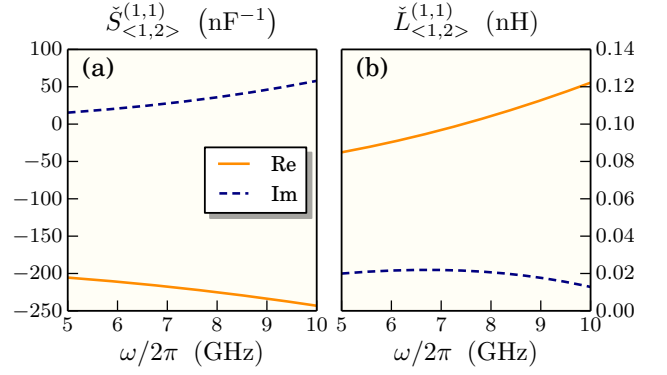 Š^{(1,1)}_{<1,2>} (nF⁻¹)
Ľ^{(1,1)}_{<1,2>} (nH)
(a)
(b)
100
50
0
−50
−100
−150
−200
−250
0.14
0.12
0.10
0.08
0.06
0.04
0.02
0.00
Re
Im
5 6 7 8 9 10
5 6 7 8 9 10
ω/2π (GHz)
ω/2π (GHz)